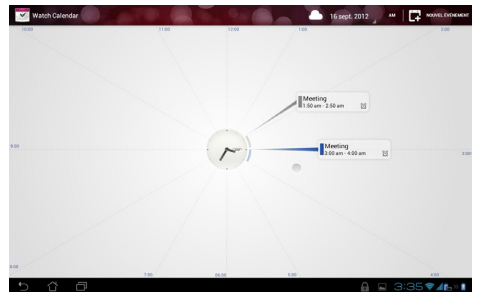 Watch Calendar
16 sept. 2012
AM
NOUVEL ÉVÉNEMENT
10:00
11:00
12:00
1:00
2:00
Meeting
1:50 am - 2:50 am
9:00
Meeting
3:00 am - 4:00 am
3:00
8:00
7:00
06:00
5:00
4:00
3:35